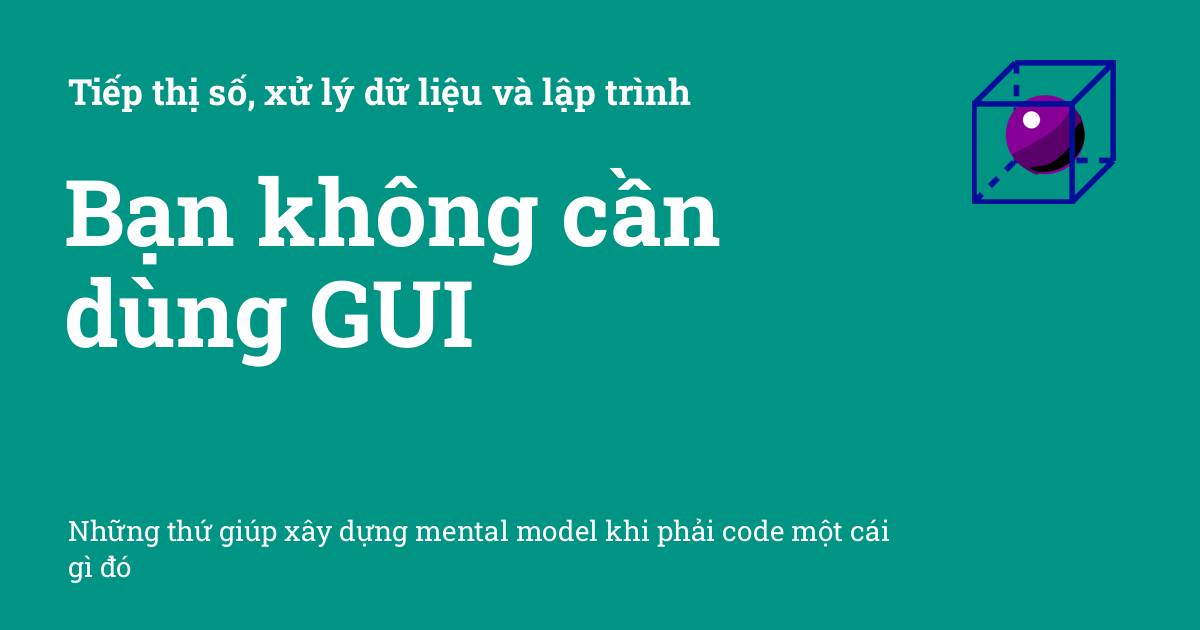 Tiếp thị số, xử lý dữ liệu và lập trình
Bạn không cần
dùng GUI
Những thứ giúp xây dựng mental model khi phải code một cái
gì đó